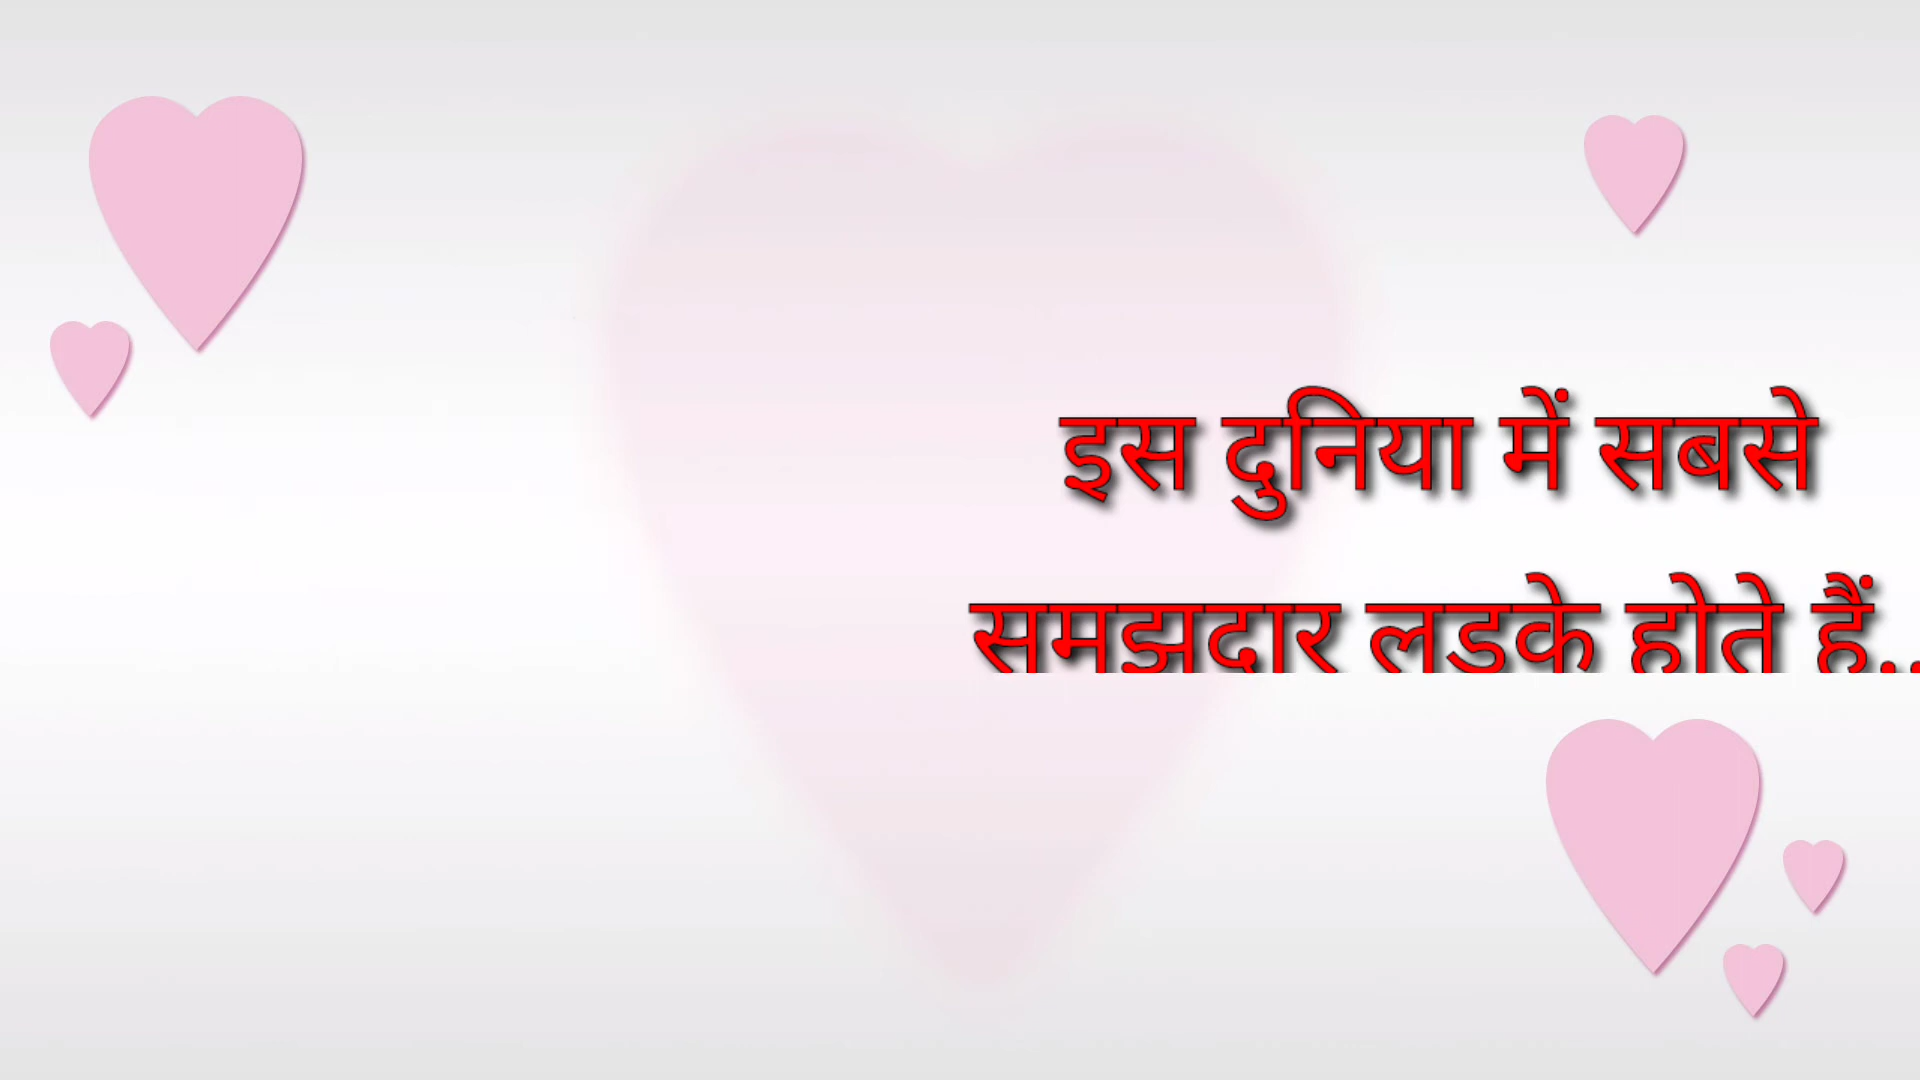 इस दुनिया में सबसे
समझदार लडके होते हैं..